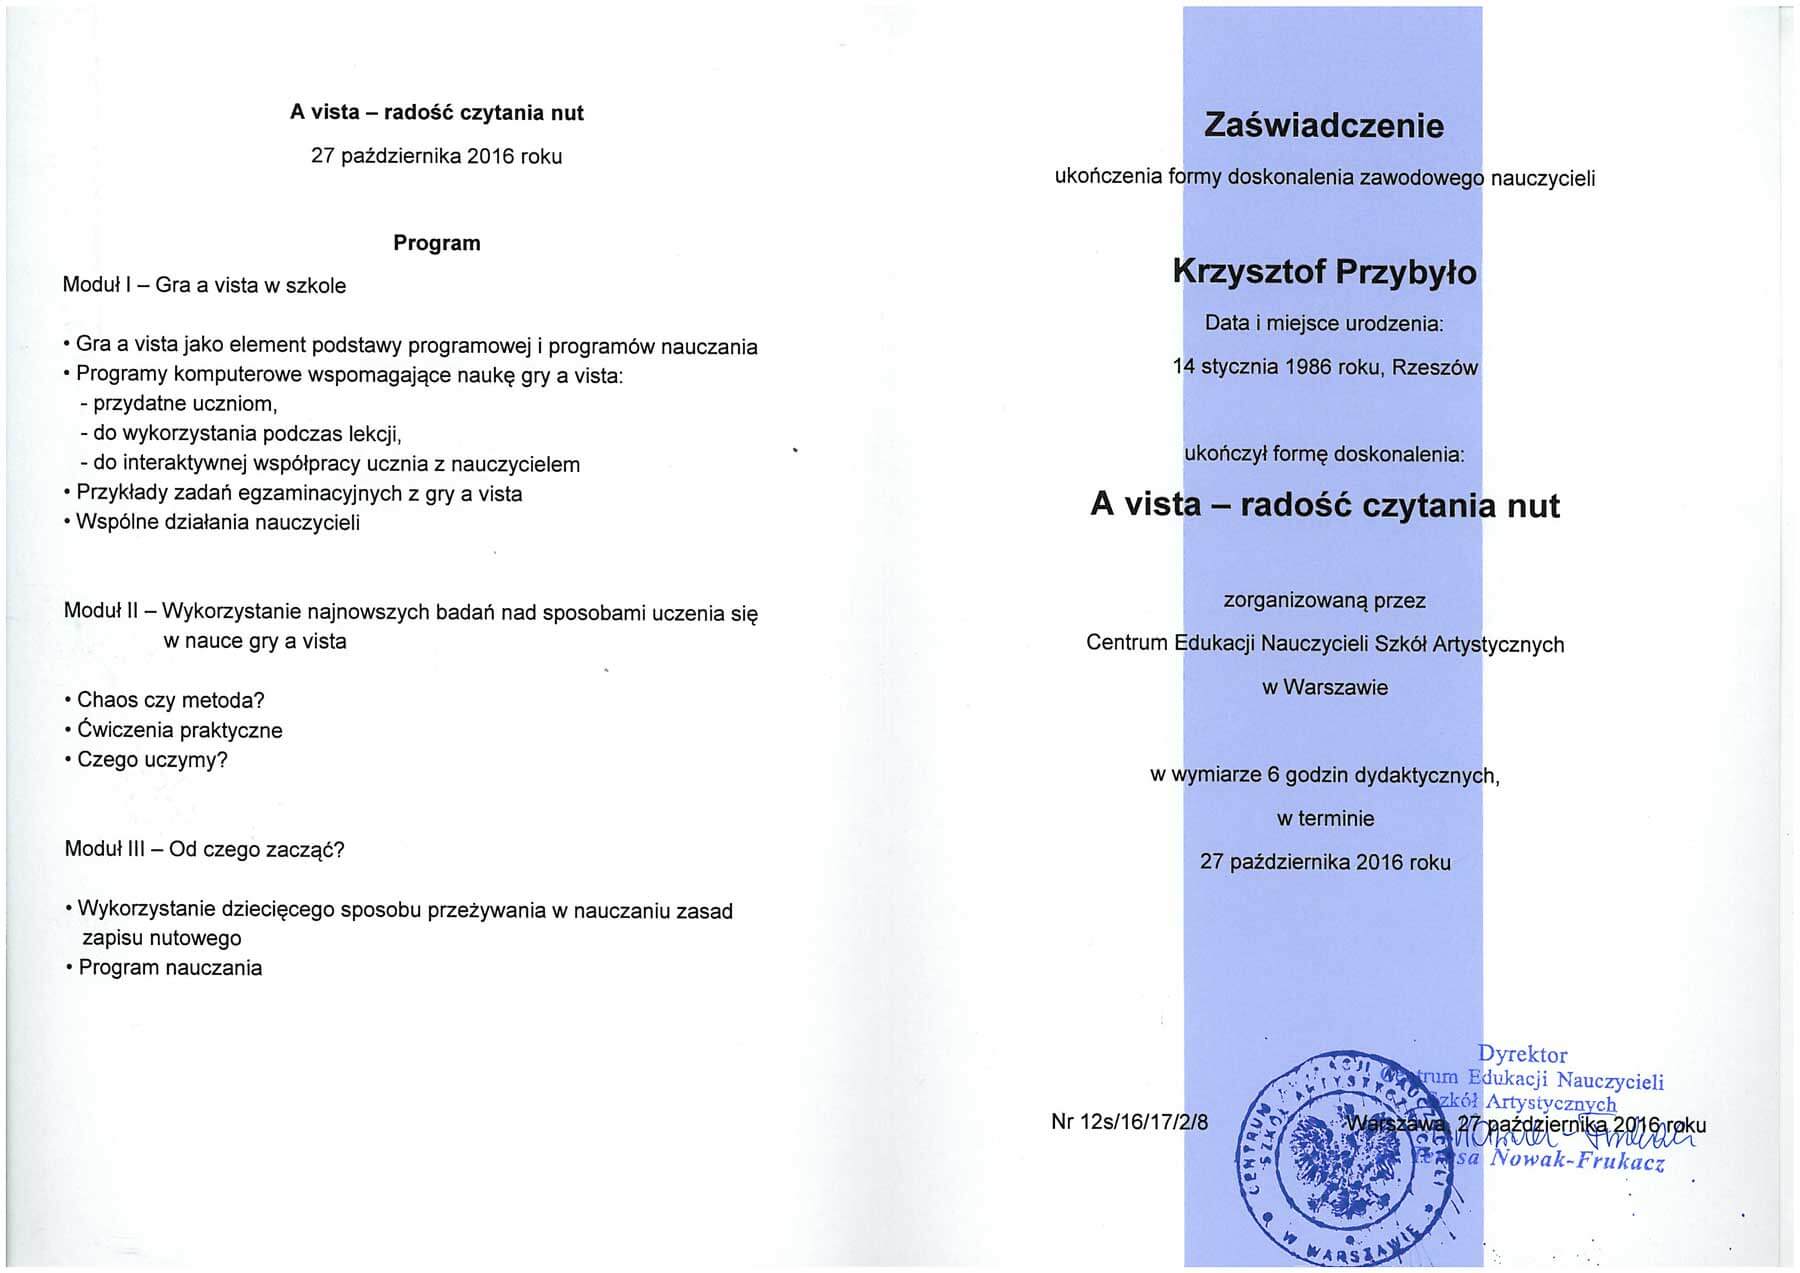 A vista – radość czytania nut
27 października 2016 roku
Program
Moduł I – Gra a vista w szkole
• Gra a vista jako element podstawy programowej i programów nauczania
• Programy komputerowe wspomagające naukę gry a vista:
- przydatne uczniom,
- do wykorzystania podczas lekcji,
- do interaktywnej współpracy ucznia z nauczycielem
• Przykłady zadań egzaminacyjnych z gry a vista
• Wspólne działania nauczycieli
Moduł II – Wykorzystanie najnowszych badań nad sposobami uczenia się
w nauce gry a vista
• Chaos czy metoda?
• Ćwiczenia praktyczne
• Czego uczymy?
Moduł III – Od czego zacząć?
• Wykorzystanie dziecięcego sposobu przeżywania w nauczaniu zasad
zapisu nutowego
• Program nauczania
Zaświadczenie
ukończenia formy doskonalenia zawodowego nauczycieli
Krzysztof Przybyło
Data i miejsce urodzenia:
14 stycznia 1986 roku, Rzeszów
ukończył formę doskonalenia:
A vista – radość czytania nut
zorganizowaną przez
Centrum Edukacji Nauczycieli Szkół Artystycznych
w Warszawie
w wymiarze 6 godzin dydaktycznych,
w terminie
27 października 2016 roku
Dyrektor
Centrum Edukacji Nauczycieli
Szkół Artystycznych
Nr 12s/16/17/2/8
Warszawa, 27 października 2016 roku
Nowak-Frukacz
CENTRUM EDUKACJI NAUCZYCIELI
SZKÓŁ ARTYSTYCZNYCH
W WARSZAWIE